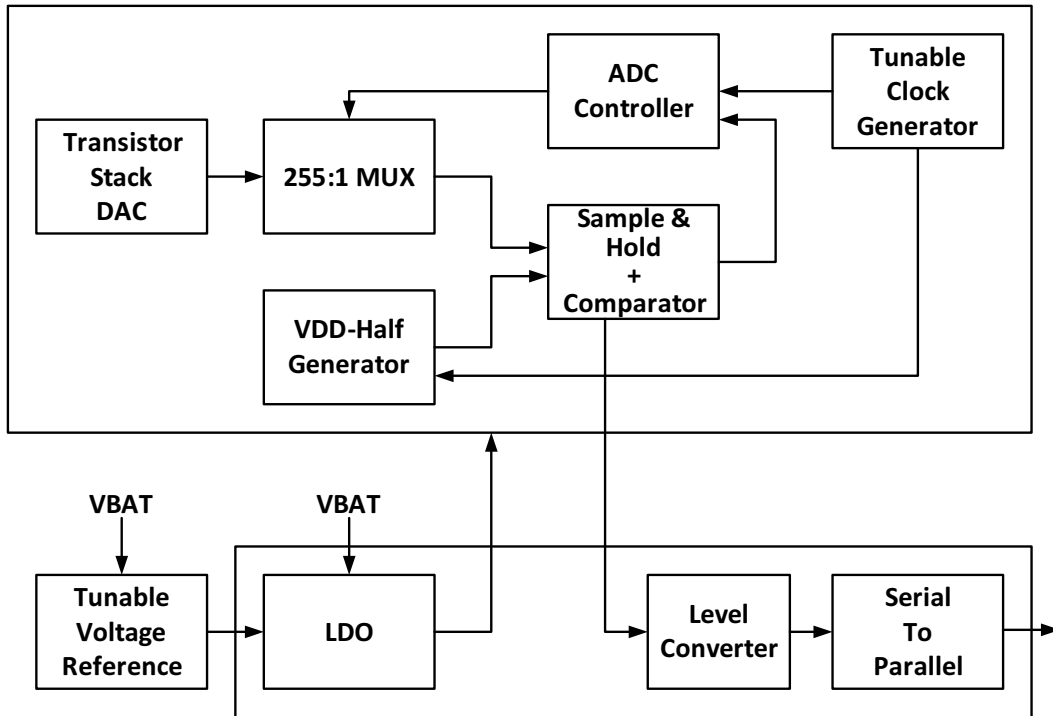 ADC
Controller
Tunable
Clock
Generator
Transistor
Stack
DAC
255:1 MUX
Sample &
Hold
+
Comparator
VDD-Half
Generator
VBAT
VBAT
Tunable
Voltage
Reference
LDO
Level
Converter
Serial
To
Parallel